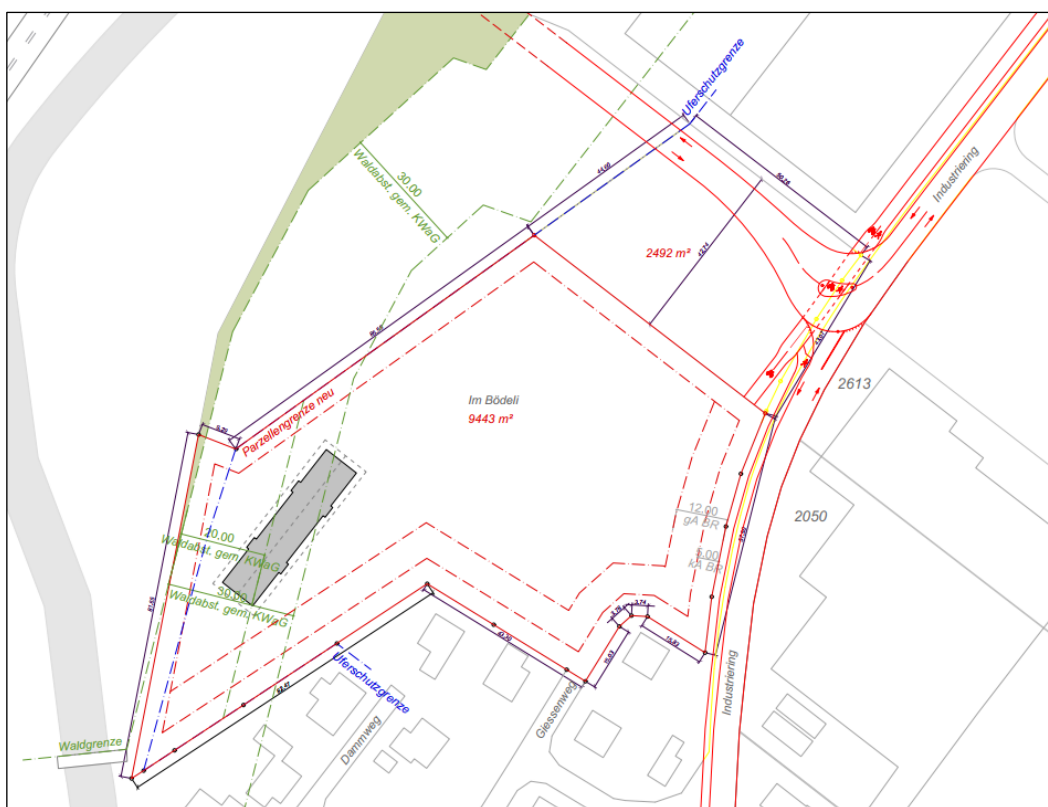 Uferschutzgrenze
30.00
Waldabst. gem. KWaG
Industriering
2492 m²
2613
Im Bödeli
9443 m²
Parzellengrenze neu
2050
12.00
gA BR
5.00
kA BR
20.00
Waldabst. gem. KWaG
30.00
Waldabst. gem. KWaG
Uferschutzgrenze
Waldgrenze
Dammweg
Giessenweg
Industriering